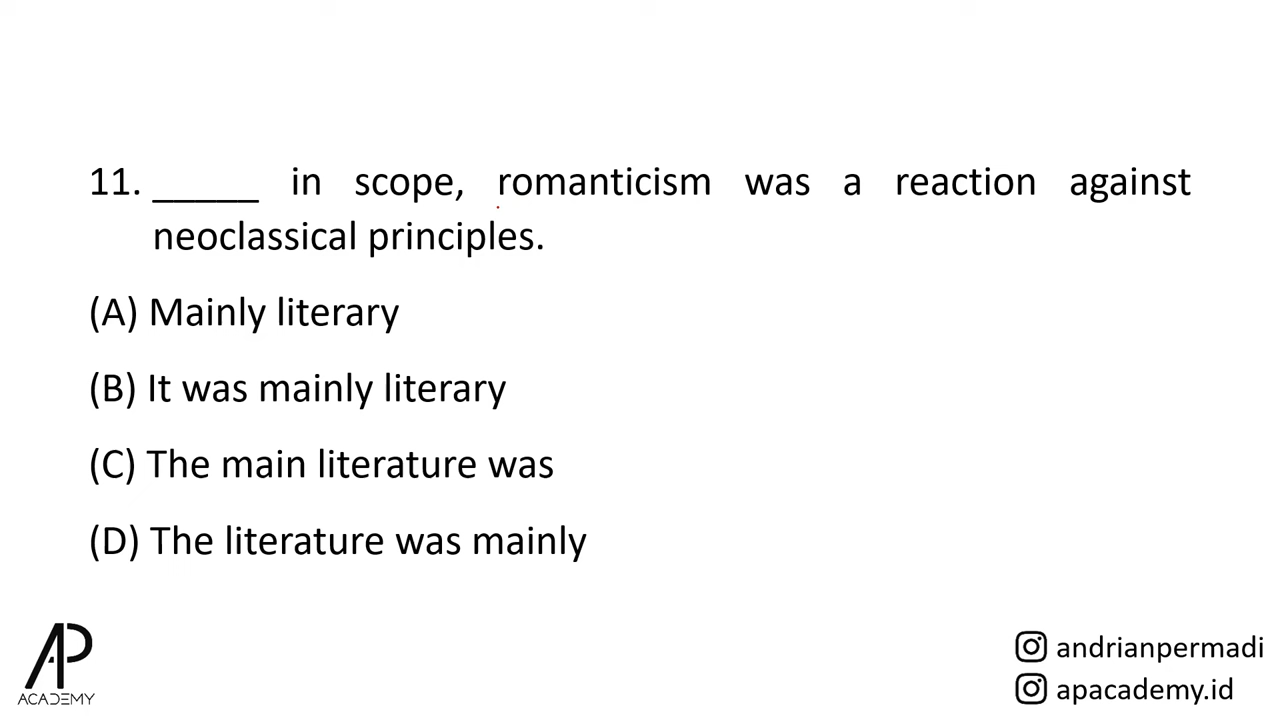 11. _____ in scope, romanticism was a reaction against
neoclassical principles.
(A) Mainly literary
(B) It was mainly literary
(C) The main literature was
(D) The literature was mainly
AP
ACADEMY
andrianpermadi
apacademy.id